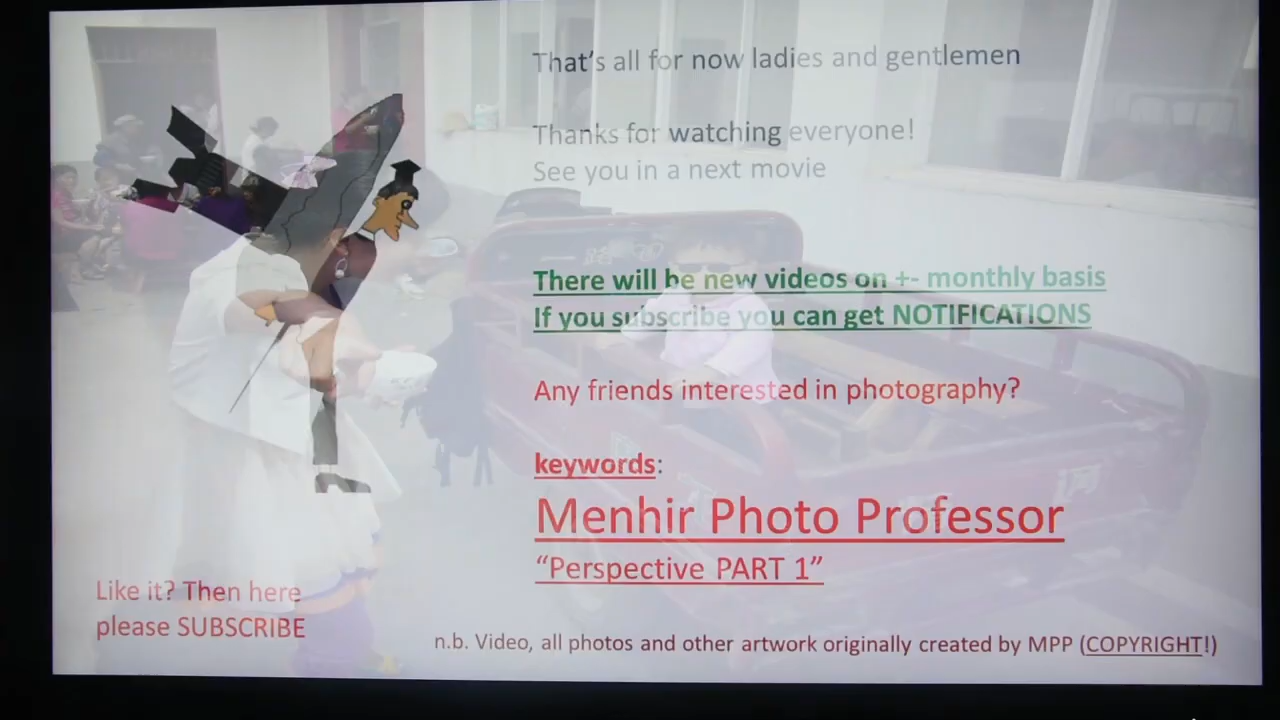 That's all for now ladies and gentlemen
Thanks for watching everyone!
See you in a next movie
There will be new videos on +- monthly basis
If you subscribe you can get NOTIFICATIONS
Any friends interested in photography?
keywords:
Menhir Photo Professor
“Perspective PART 1”
Like it? Then here
please SUBSCRIBE
n.b. Video, all photos and other artwork originally created by MPP (COPYRIGHT!)